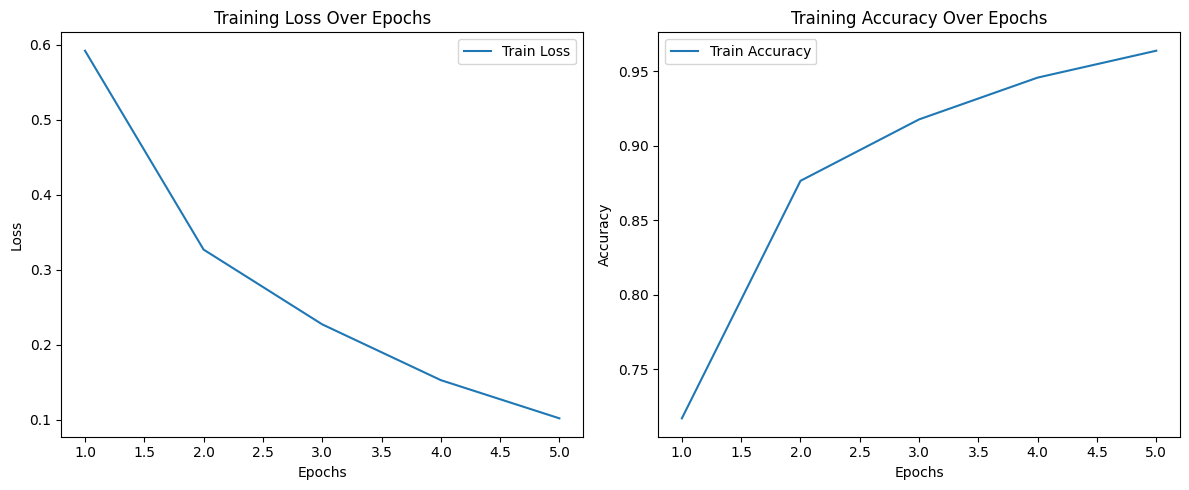 Training Loss Over Epochs
Train Loss
Loss
0.6
0.5
0.4
0.3
0.2
0.1
1.0 1.5 2.0 2.5 3.0 3.5 4.0 4.5 5.0
Epochs
Training Accuracy Over Epochs
Train Accuracy
Accuracy
0.95
0.90
0.85
0.80
0.75
1.0 1.5 2.0 2.5 3.0 3.5 4.0 4.5 5.0
Epochs